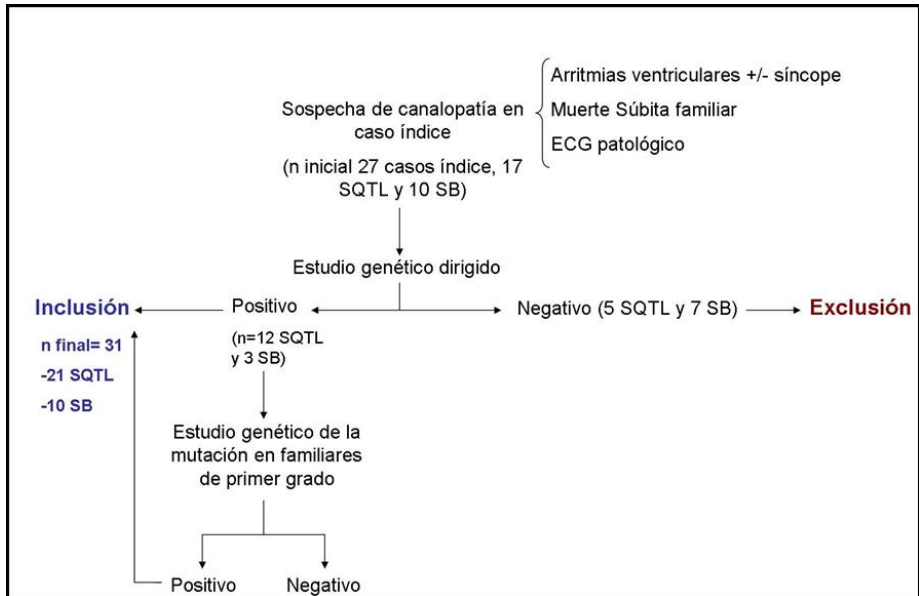 Arritmias ventriculares +/- síncope
Sospecha de canalopatía en
caso índice
Muerte Súbita familiar
ECG patológico
(n inicial 27 casos índice, 17
SQTL y 10 SB)
Estudio genético dirigido
Inclusión
Positivo
Negativo (5 SQTL y 7 SB)
Exclusión
n final= 31
-21 SQTL
-10 SB
(n=12 SQTL
y 3 SB)
Estudio genético de la
mutación en familiares
de primer grado
Positivo
Negativo